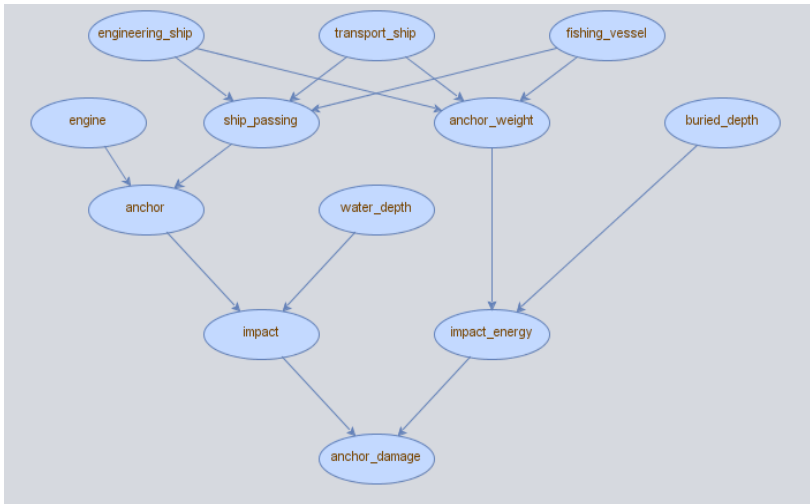 engineering_ship
transport_ship
fishing_vessel
engine
ship_passing
anchor_weight
buried_depth
anchor
water_depth
impact
impact_energy
anchor_damage